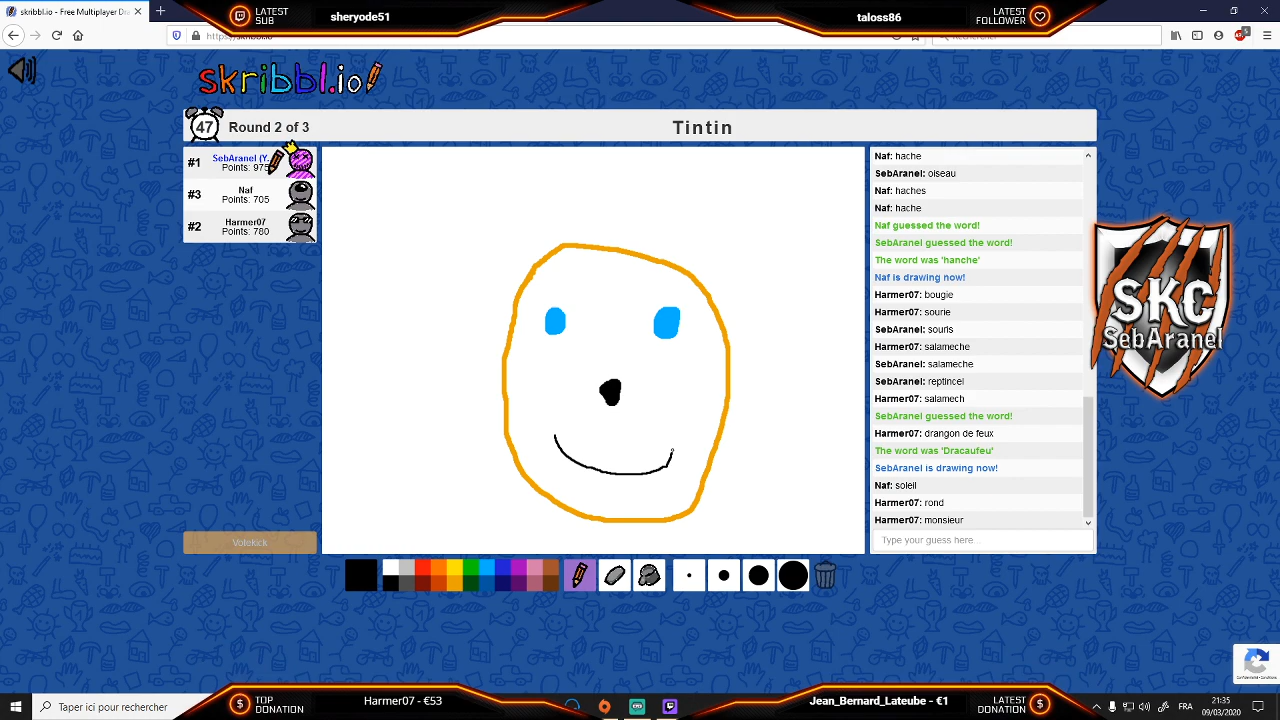 skribbl.io - Free Multiplayer Dra
LATEST SUB
sheryode51
taloss86
LATEST FOLLOWER
skribbl.io
47
Round 2 of 3
Tintin
#1
SebAranel (Y
Points: 975
#3
Naf
Points: 705
#2
Harmer07
Points: 780
Naf: hache
SebAranel: oiseau
Naf: haches
Naf: hache
Naf guessed the word!
SebAranel guessed the word!
The word was 'hanche'
Naf is drawing now!
Harmer07: bougie
Harmer07: sourie
SebAranel: souris
Harmer07: salameche
SebAranel: salameche
SebAranel: reptincel
Harmer07: salamech
SebAranel guessed the word!
Harmer07: drangon de feux
The word was 'Dracaufeu'
SebAranel is drawing now!
Naf: soleil
Harmer07: rond
Harmer07: monsieur
Type your guess here...
Votekick
SKC
SebAranel
TOP DONATION
Harmer07 - €53
Jean_Bernard_Lateube - €1
LATEST DONATION
Taper ici pour rechercher
FRA
21:35
09/03/2020